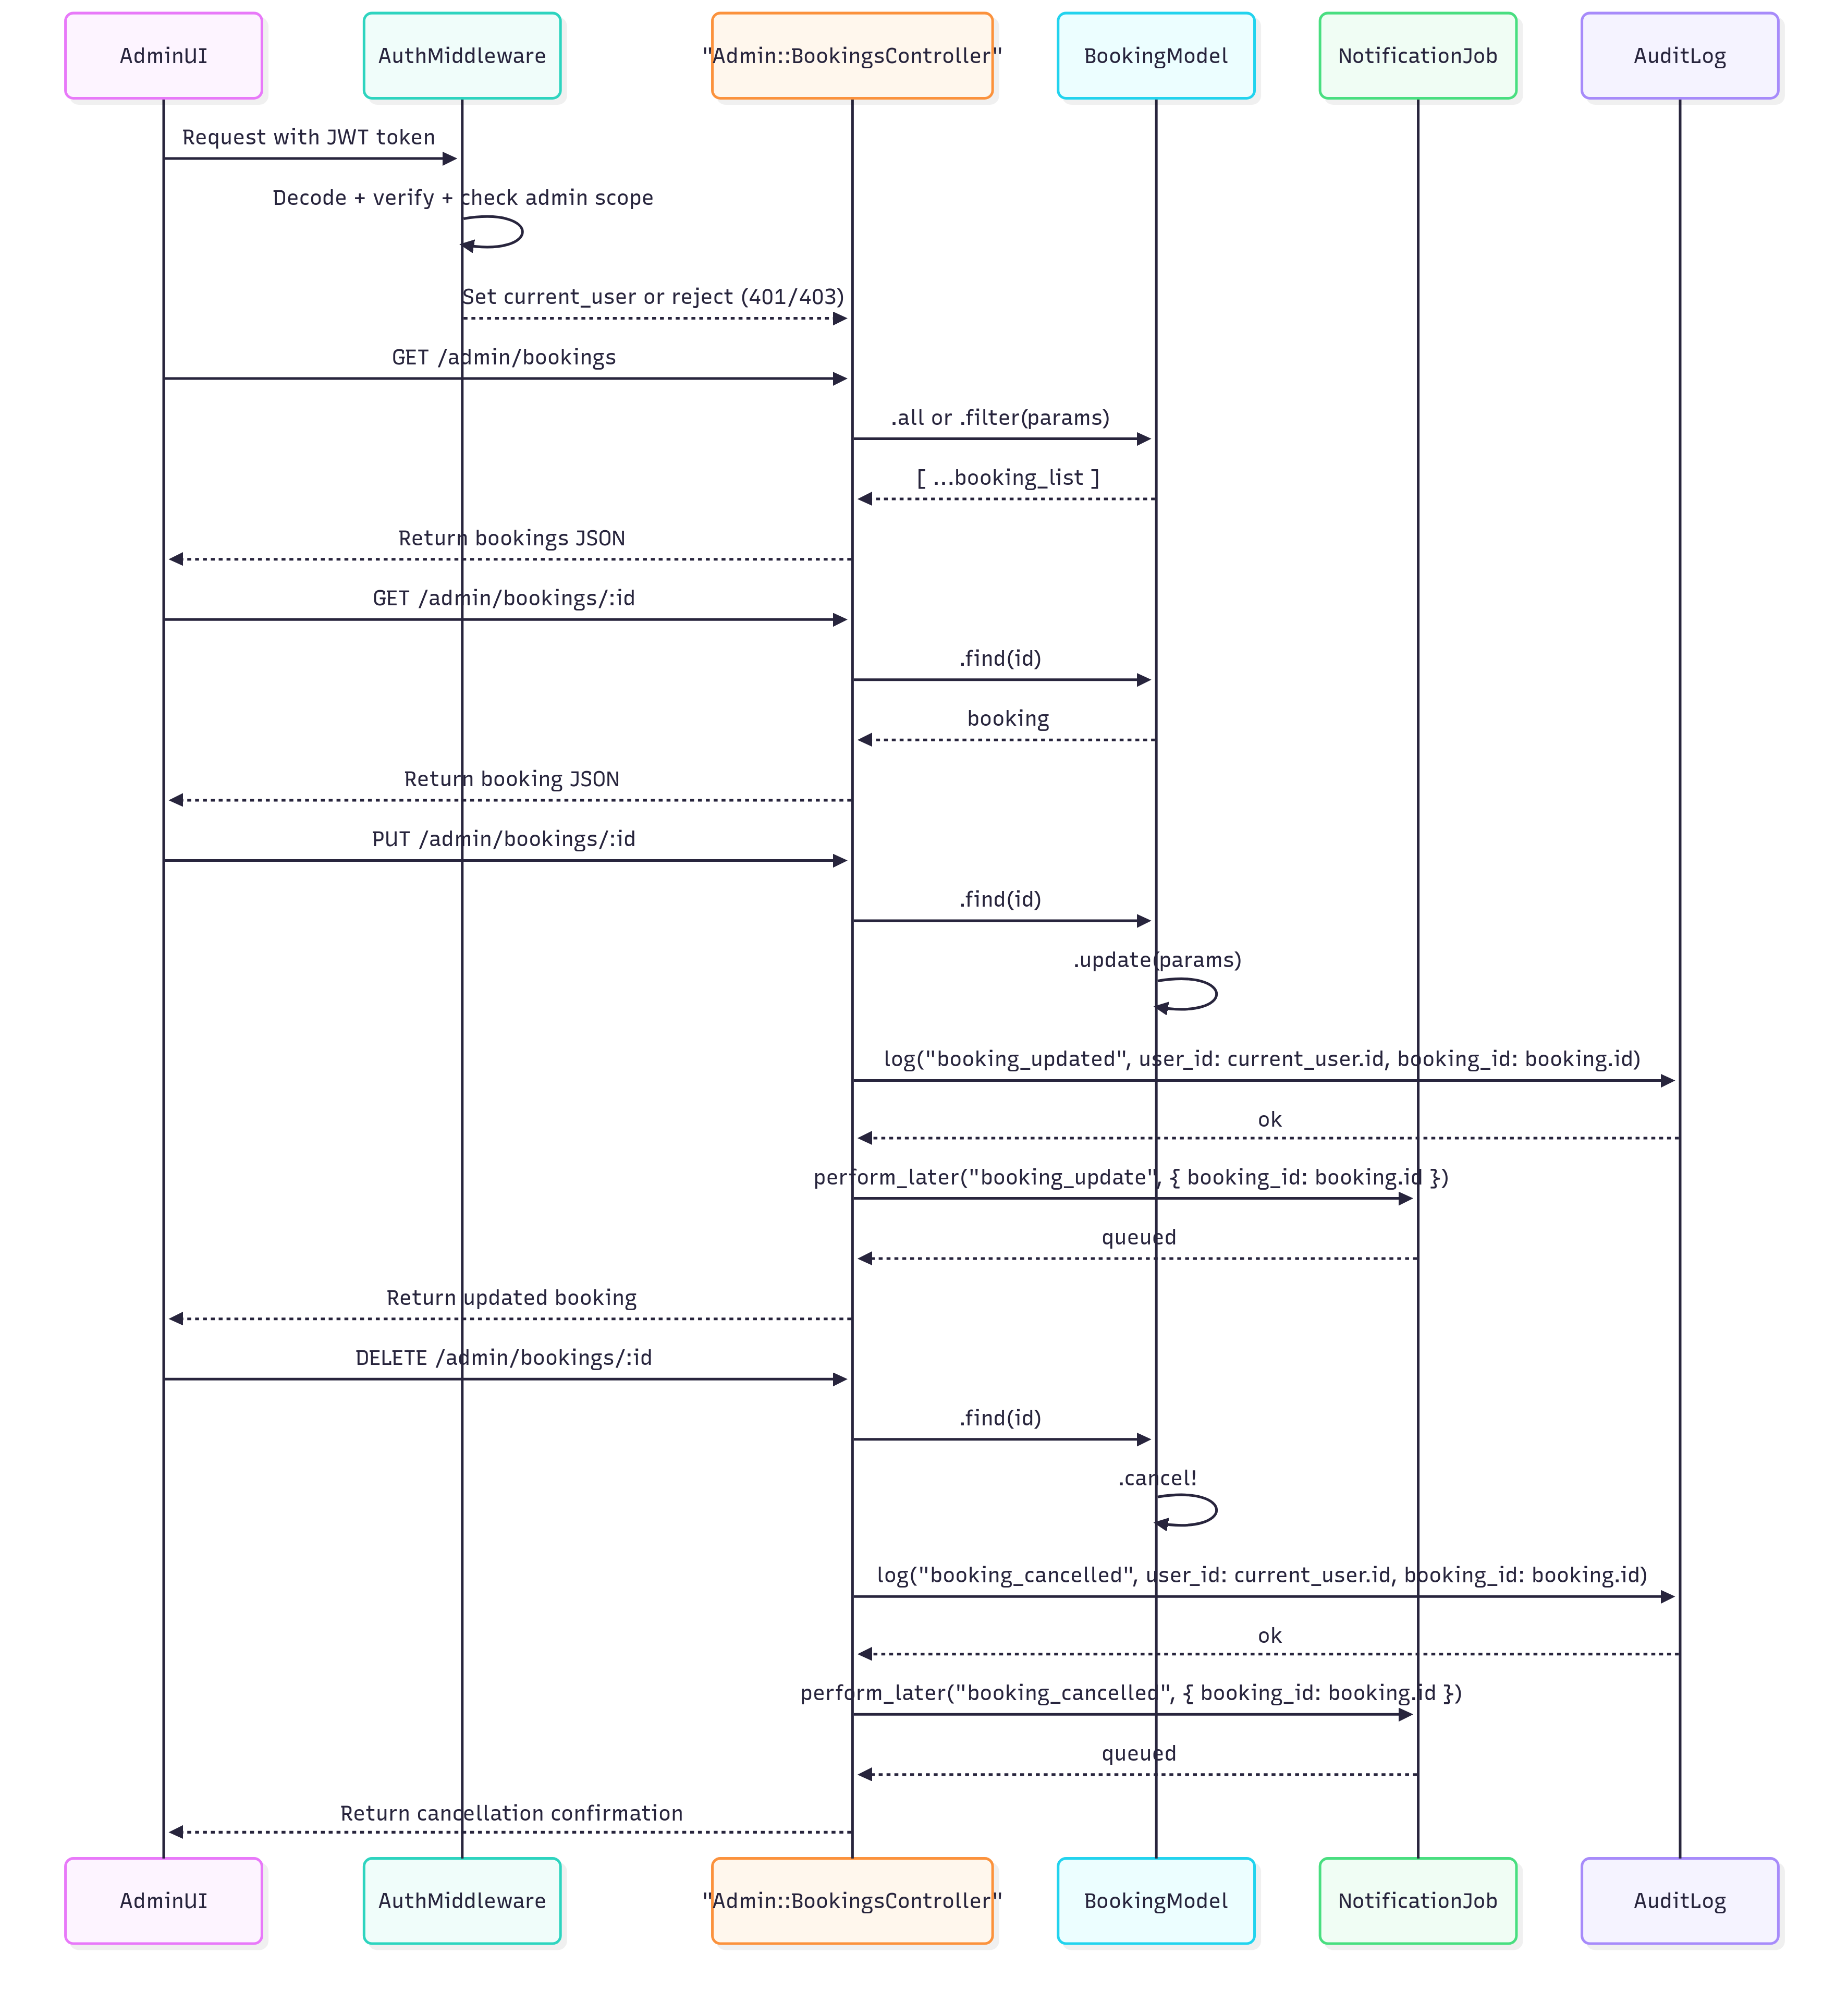 AdminUI
AuthMiddleware
"Admin::BookingsController"
BookingModel
NotificationJob
AuditLog
Request with JWT token
Decode + verify + check admin scope
Set current_user or reject (401/403)
GET /admin/bookings
.all or .filter(params)
[ ...booking_list ]
Return bookings JSON
GET /admin/bookings/:id
.find(id)
booking
Return booking JSON
PUT /admin/bookings/:id
.find(id)
.update(params)
log("booking_updated", user_id: current_user.id, booking_id: booking.id)
ok
perform_later("booking_update", { booking_id: booking.id })
queued
Return updated booking
DELETE /admin/bookings/:id
.find(id)
.cancel!
log("booking_cancelled", user_id: current_user.id, booking_id: booking.id)
ok
perform_later("booking_cancelled", { booking_id: booking.id })
queued
Return cancellation confirmation
AdminUI
AuthMiddleware
"Admin::BookingsController"
BookingModel
NotificationJob
AuditLog